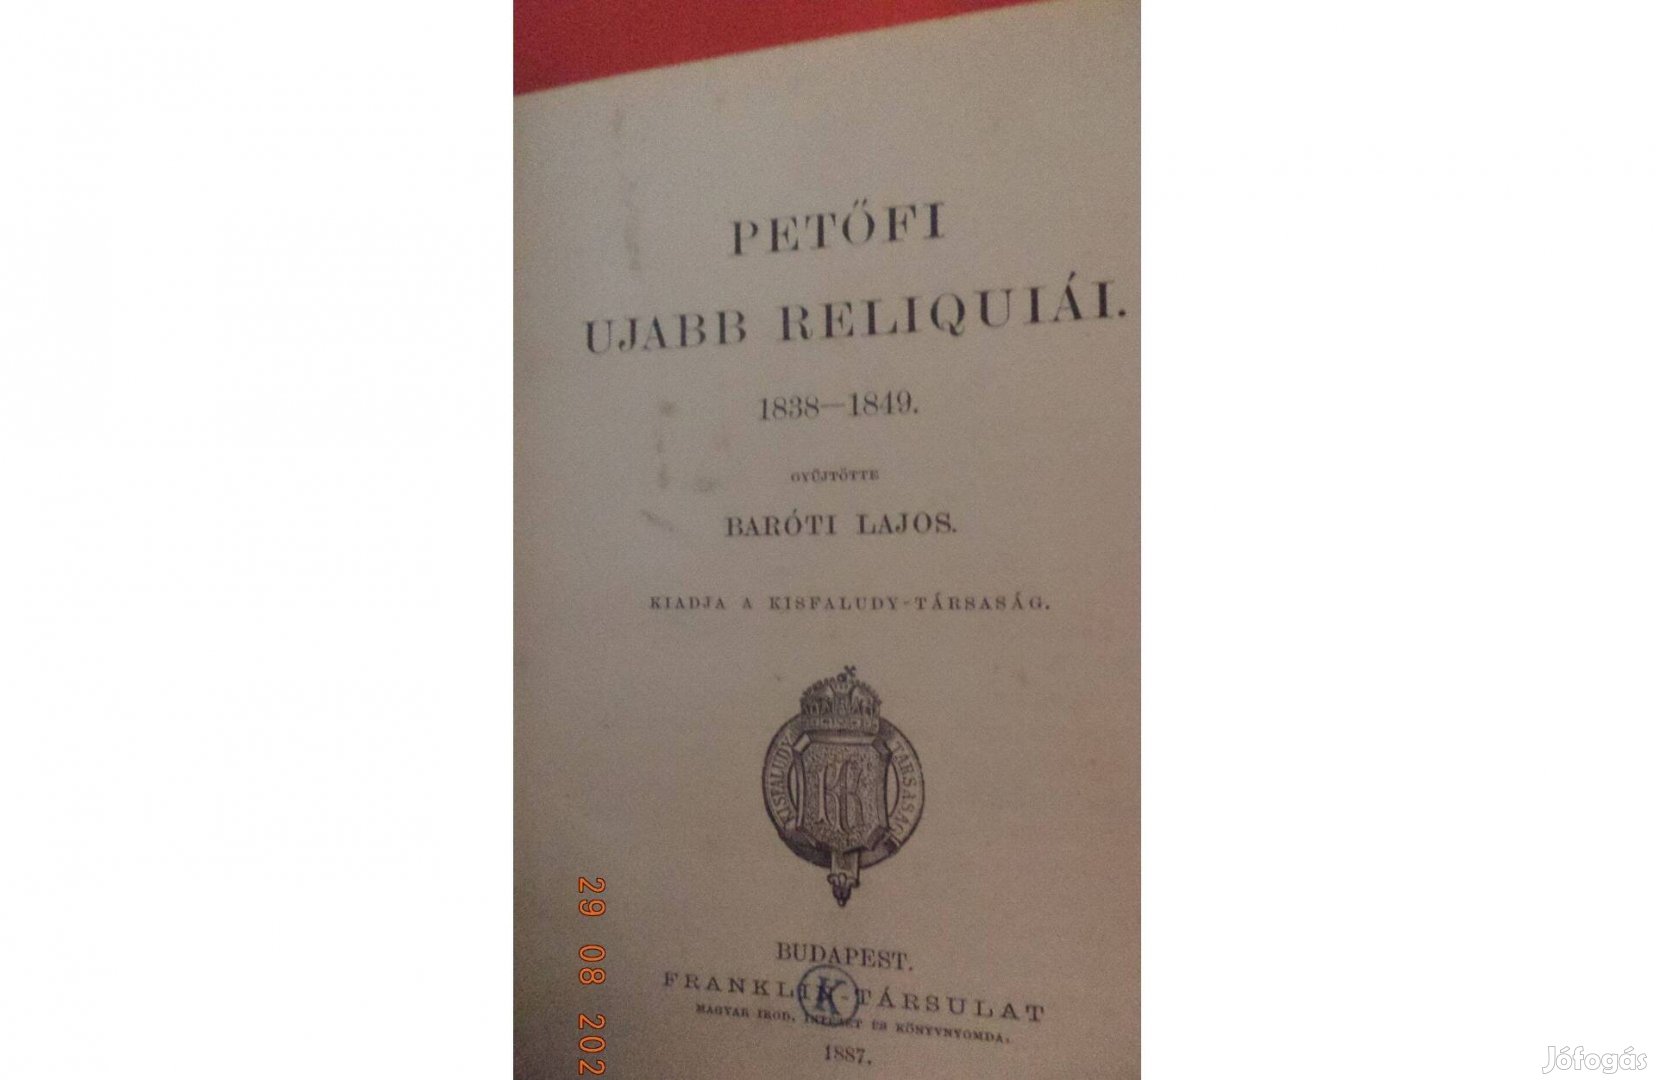 PETŐFI
UJABB RELIQUIÁI.
1838—1849.
GYŰJTÖTTE
BARÓTI LAJOS.
KIADJA A KISFALUDY-TÁRSASÁG.
KISFALUDY TÁRSASÁG
BUDAPEST.
FRANKLIN-TÁRSULAT
K
MAGYAR IROD. INTÉZET ÉS KÖNYVNYOMDA.
1887.
29 08 202
Jófogás